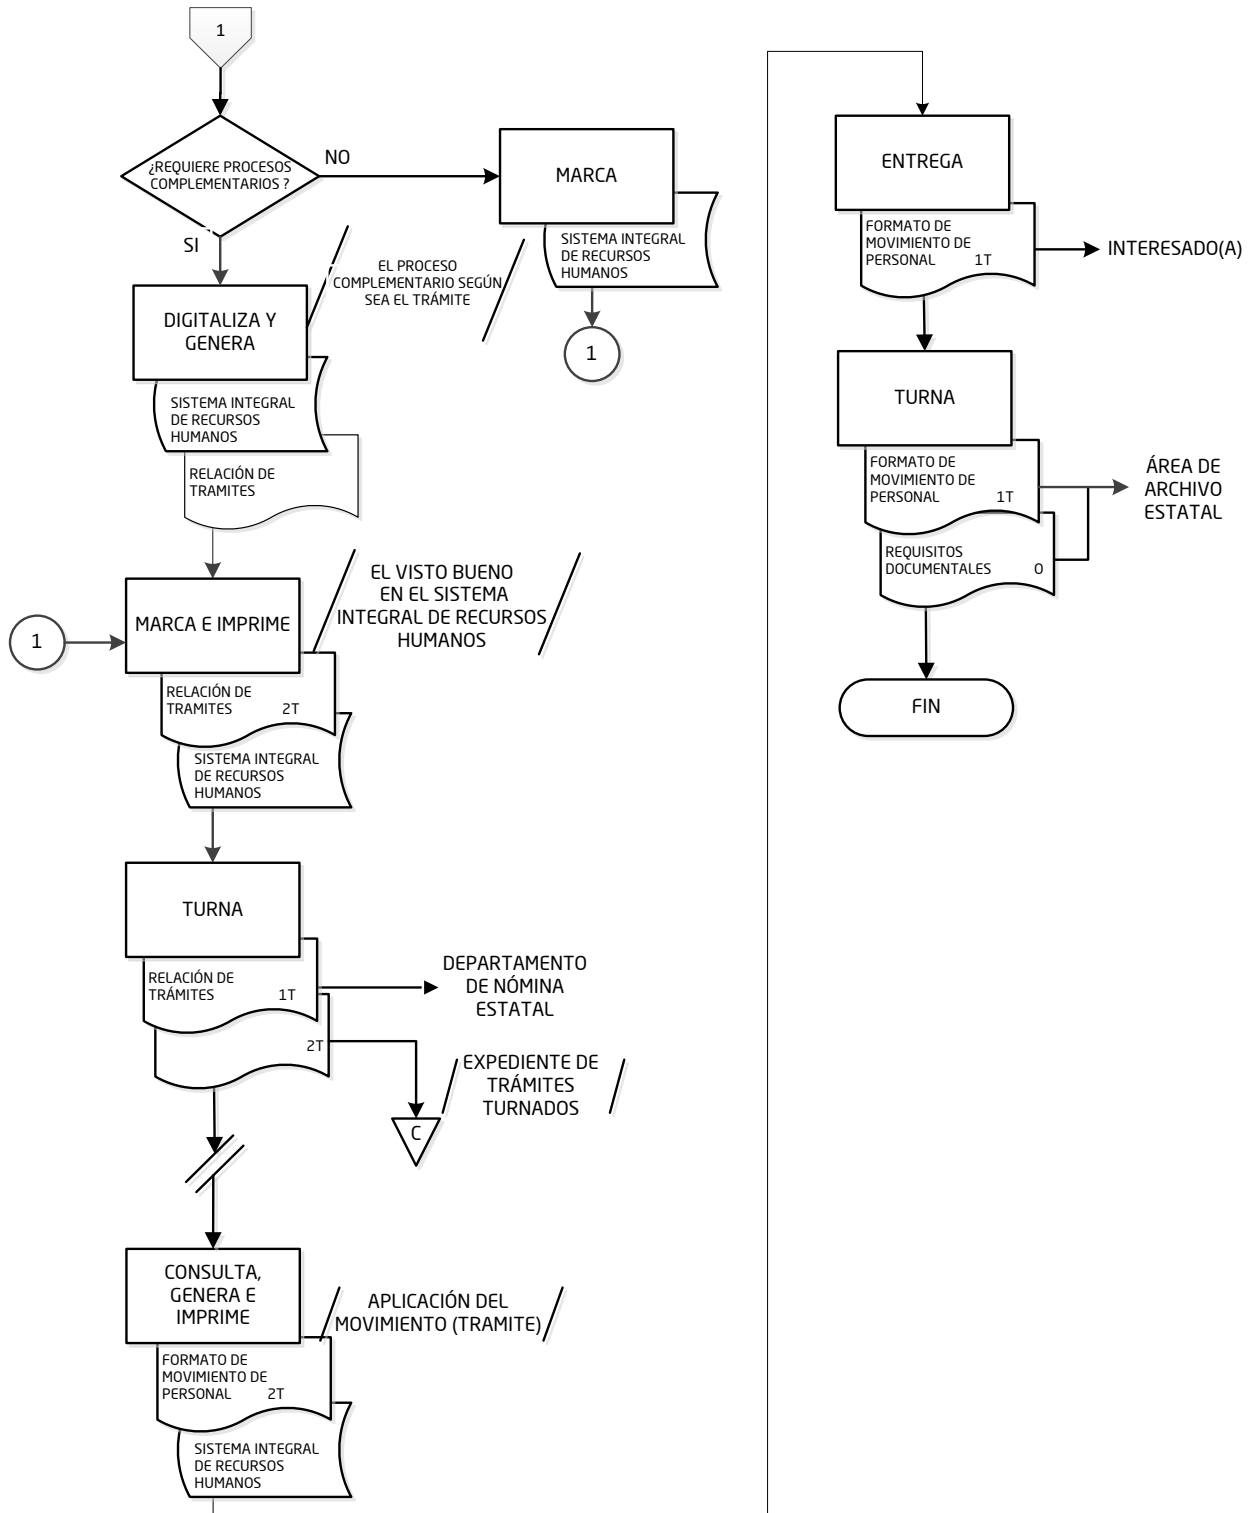 1
¿REQUIERE PROCESOS
COMPLEMENTARIOS ?
NO
SI
MARCA
SISTEMA INTEGRAL
DE RECURSOS
HUMANOS
1
EL PROCESO
COMPLEMENTARIO SEGÚN
SEA EL TRÁMITE
DIGITALIZA Y
GENERA
SISTEMA INTEGRAL
DE RECURSOS
HUMANOS
RELACIÓN DE
TRAMITES
1
MARCA E IMPRIME
EL VISTO BUENO
EN EL SISTEMA
INTEGRAL DE RECURSOS
HUMANOS
RELACIÓN DE
TRAMITES 2T
SISTEMA INTEGRAL
DE RECURSOS
HUMANOS
TURNA
RELACIÓN DE
TRÁMITES 1T
DEPARTAMENTO
DE NÓMINA
ESTATAL
2T
EXPEDIENTE DE
TRÁMITES
TURNADOS
C
CONSULTA,
GENERA E
IMPRIME
APLICACIÓN DEL
MOVIMIENTO (TRAMITE)
FORMATO DE
MOVIMIENTO DE
PERSONAL 2T
SISTEMA INTEGRAL
DE RECURSOS
HUMANOS
ENTREGA
FORMATO DE
MOVIMIENTO DE
PERSONAL 1T
INTERESADO(A)
TURNA
FORMATO DE
MOVIMIENTO DE
PERSONAL 1T
ÁREA DE
ARCHIVO
ESTATAL
REQUISITOS
DOCUMENTALES O
FIN